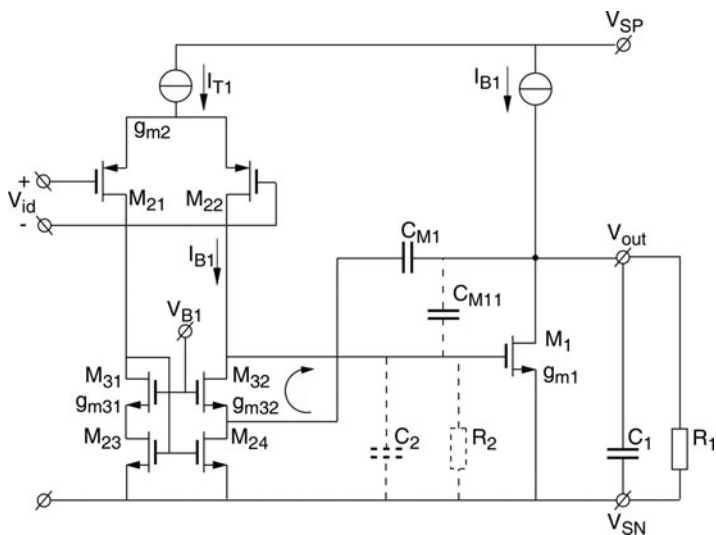 V_SP
I_T1
I_B1
g_m2
+
V_id
-
M_21
M_22
I_B1
C_M1
V_out
C_M11
V_B1
M_1
g_m1
M_31
M_32
g_m31
g_m32
M_23
M_24
C_2
R_2
C_1
R_1
V_SN